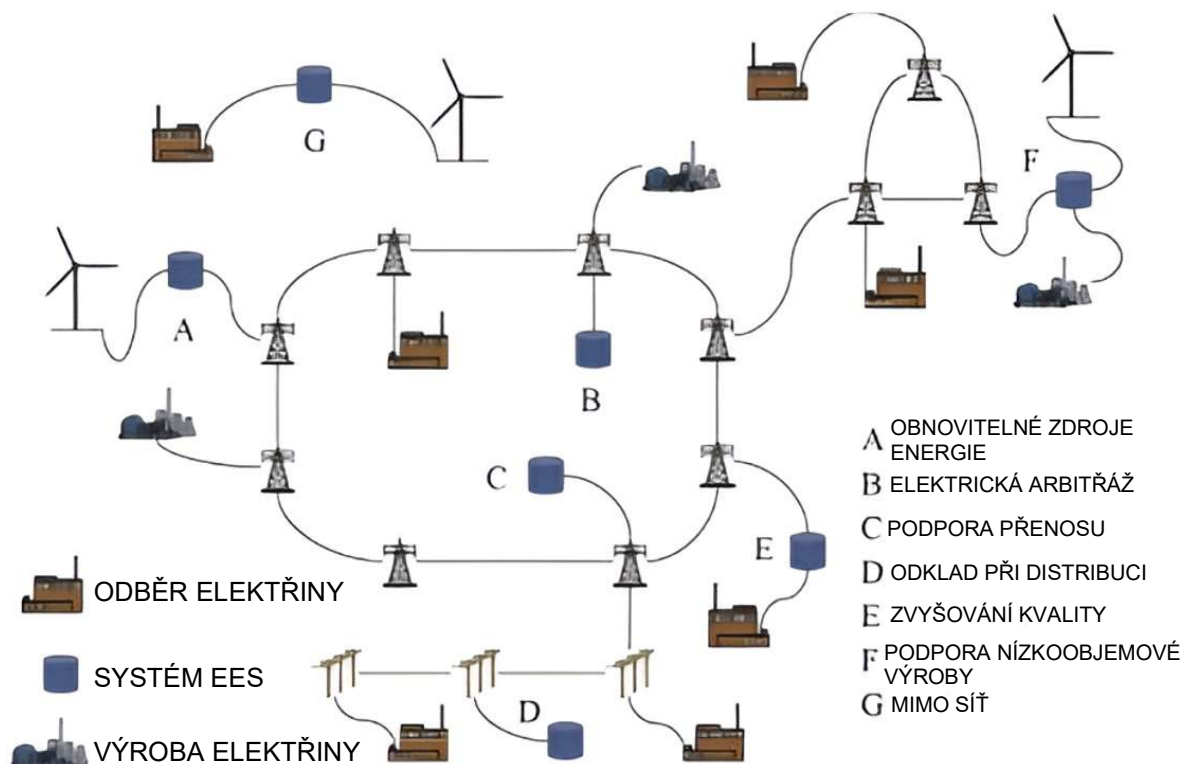 G
F
A
B
C
E
D
A OBNOVITELNÉ ZDROJE
ENERGIE
B ELEKTRICKÁ ARBITŘÁŽ
C PODPORA PŘENOSU
D ODKLAD PŘI DISTRIBUCI
E ZVYŠOVÁNÍ KVALITY
F PODPORA NÍZKOOBJEMOVÉ
VÝROBY
G MIMO SÍŤ
ODBĚR ELEKTŘINY
SYSTÉM EES
VÝROBA ELEKTŘINY